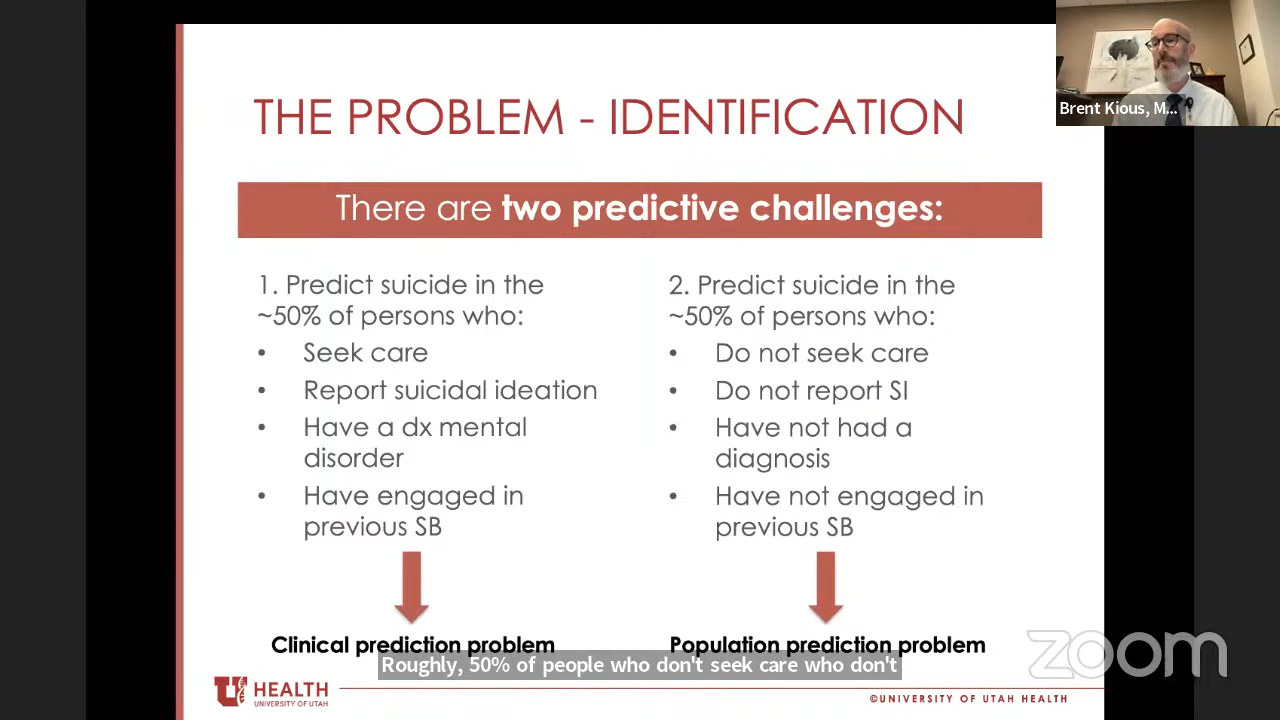 THE PROBLEM - IDENTIFICATION
Brent Kious, M...
There are two predictive challenges:
1. Predict suicide in the
~50% of persons who:
• Seek care
• Report suicidal ideation
• Have a dx mental
disorder
• Have engaged in
previous SB
Clinical prediction problem
2. Predict suicide in the
~50% of persons who:
• Do not seek care
• Do not report SI
• Have not had a
diagnosis
• Have not engaged in
previous SB
Population prediction problem
Roughly, 50% of people who don't seek care who don't
zoom
U HEALTH
UNIVERSITY OF UTAH
©UNIVERSITY OF UTAH HEALTH